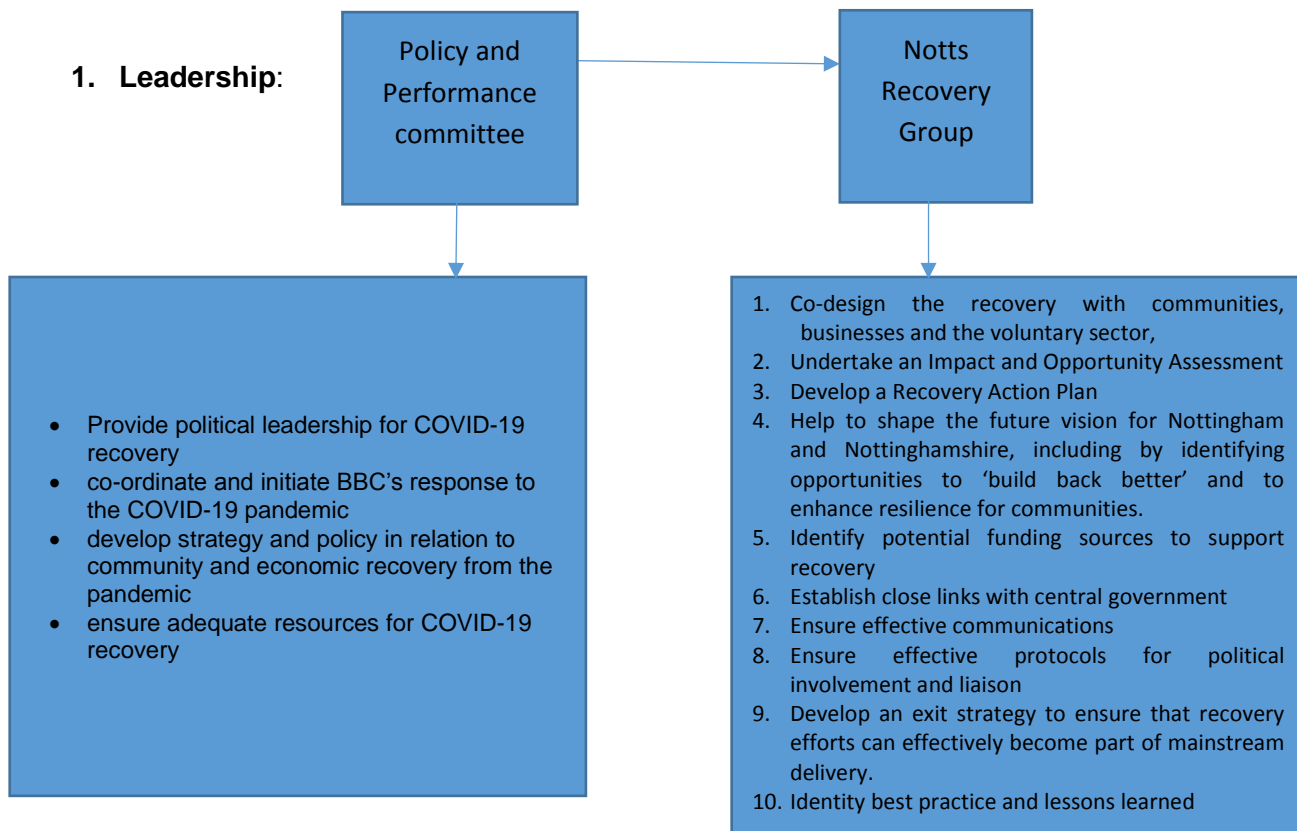 1. Leadership:
Policy and
Performance
committee
Notts
Recovery
Group
• Provide political leadership for COVID-19
recovery
• co-ordinate and initiate BBC's response to
the COVID-19 pandemic
• develop strategy and policy in relation to
community and economic recovery from the
pandemic
• ensure adequate resources for COVID-19
recovery
1. Co-design the recovery with communities,
businesses and the voluntary sector,
2. Undertake an Impact and Opportunity Assessment
3. Develop a Recovery Action Plan
4. Help to shape the future vision for Nottingham
and Nottinghamshire, including by identifying
opportunities to ‘build back better’ and to
enhance resilience for communities.
5. Identify potential funding sources to support
recovery
6. Establish close links with central government
7. Ensure effective communications
8. Ensure effective protocols for political
involvement and liaison
9. Develop an exit strategy to ensure that recovery
efforts can effectively become part of mainstream
delivery.
10. Identity best practice and lessons learned